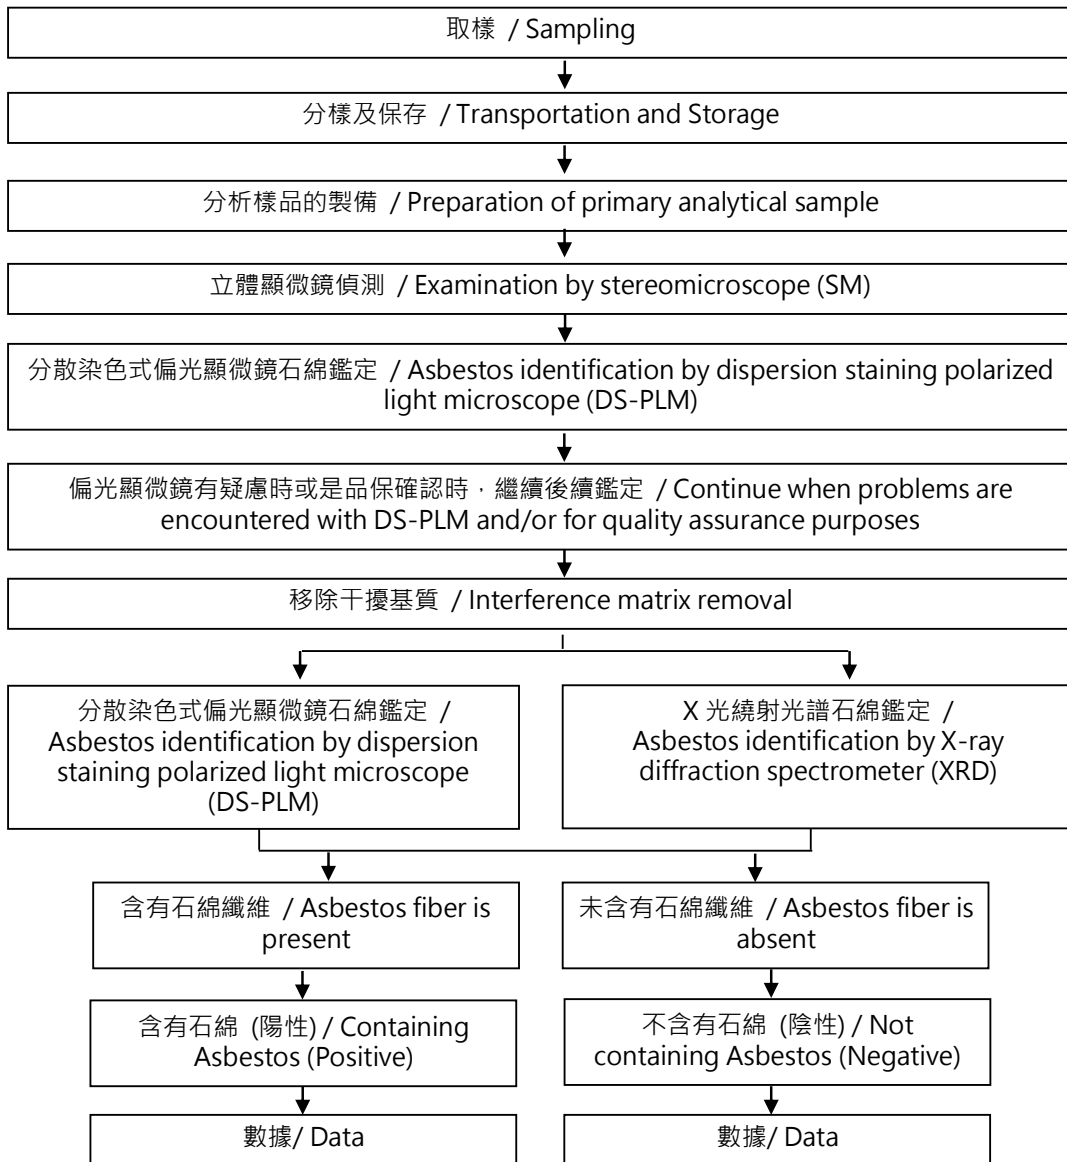 取樣 / Sampling
分樣及保存 / Transportation and Storage
分析樣品的製備 / Preparation of primary analytical sample
立體顯微鏡偵測 / Examination by stereomicroscope (SM)
分散染色式偏光顯微鏡石綿鑑定 / Asbestos identification by dispersion staining polarized
light microscope (DS-PLM)
偏光顯微鏡有疑慮時或是品保確認時，繼續後續鑑定 / Continue when problems are
encountered with DS-PLM and/or for quality assurance purposes
移除干擾基質 / Interference matrix removal
分散染色式偏光顯微鏡石綿鑑定 /
Asbestos identification by dispersion
staining polarized light microscope
(DS-PLM)
X 光繞射光譜石綿鑑定 /
Asbestos identification by X-ray
diffraction spectrometer (XRD)
含有石綿纖維 / Asbestos fiber is
present
未含有石綿纖維 / Asbestos fiber is
absent
含有石綿 (陽性) / Containing
Asbestos (Positive)
不含有石綿 (陰性) / Not
containing Asbestos (Negative)
數據/ Data
數據/ Data